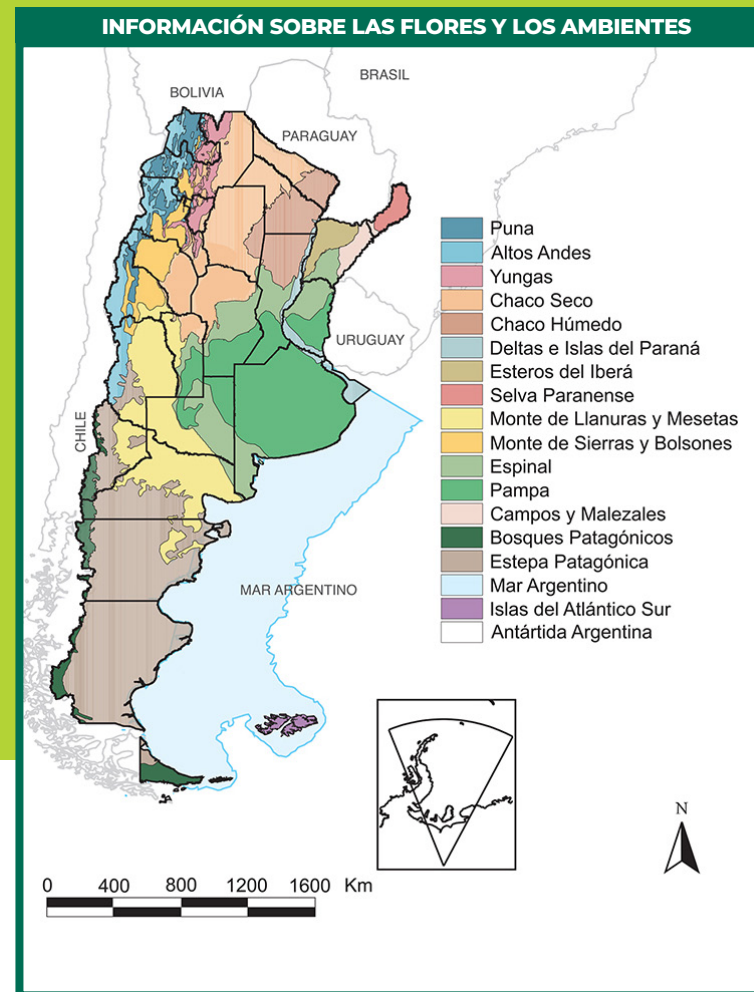 INFORMACIÓN SOBRE LAS FLORES Y LOS AMBIENTES
BRASIL
BOLIVIA
PARAGUAY
URUGUAY
CHILE
MAR ARGENTINO
Puna
Altos Andes
Yungas
Chaco Seco
Chaco Húmedo
Deltas e Islas del Paraná
Esteros del Iberá
Selva Paranense
Monte de Llanuras y Mesetas
Monte de Sierras y Bolsones
Espinal
Pampa
Campos y Malezales
Bosques Patagónicos
Estepa Patagónica
Mar Argentino
Islas del Atlántico Sur
Antártida Argentina
N
0 400 800 1200 1600 Km